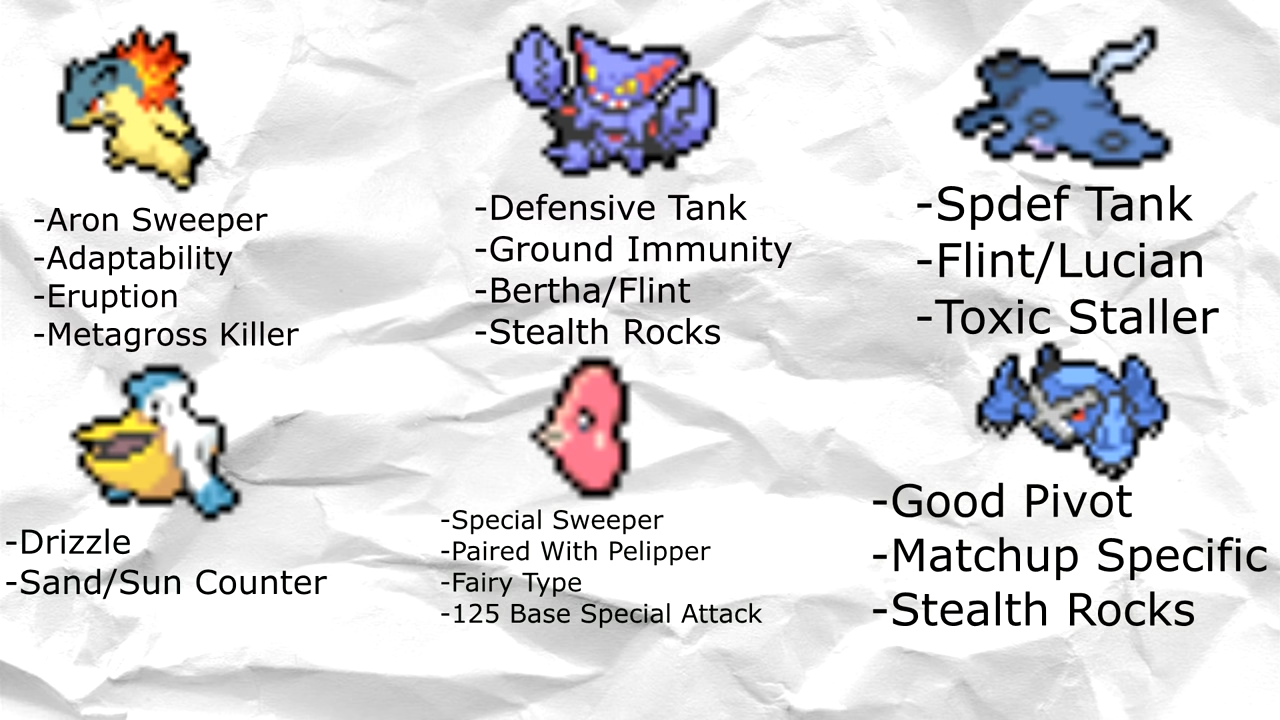 -Aron Sweeper
-Adaptability
-Eruption
-Metagross Killer
-Defensive Tank
-Ground Immunity
-Bertha/Flint
-Stealth Rocks
-Spdef Tank
-Flint/Lucian
-Toxic Staller
-Drizzle
-Sand/Sun Counter
-Special Sweeper
-Paired With Pelipper
-Fairy Type
-125 Base Special Attack
-Good Pivot
-Matchup Specific
-Stealth Rocks